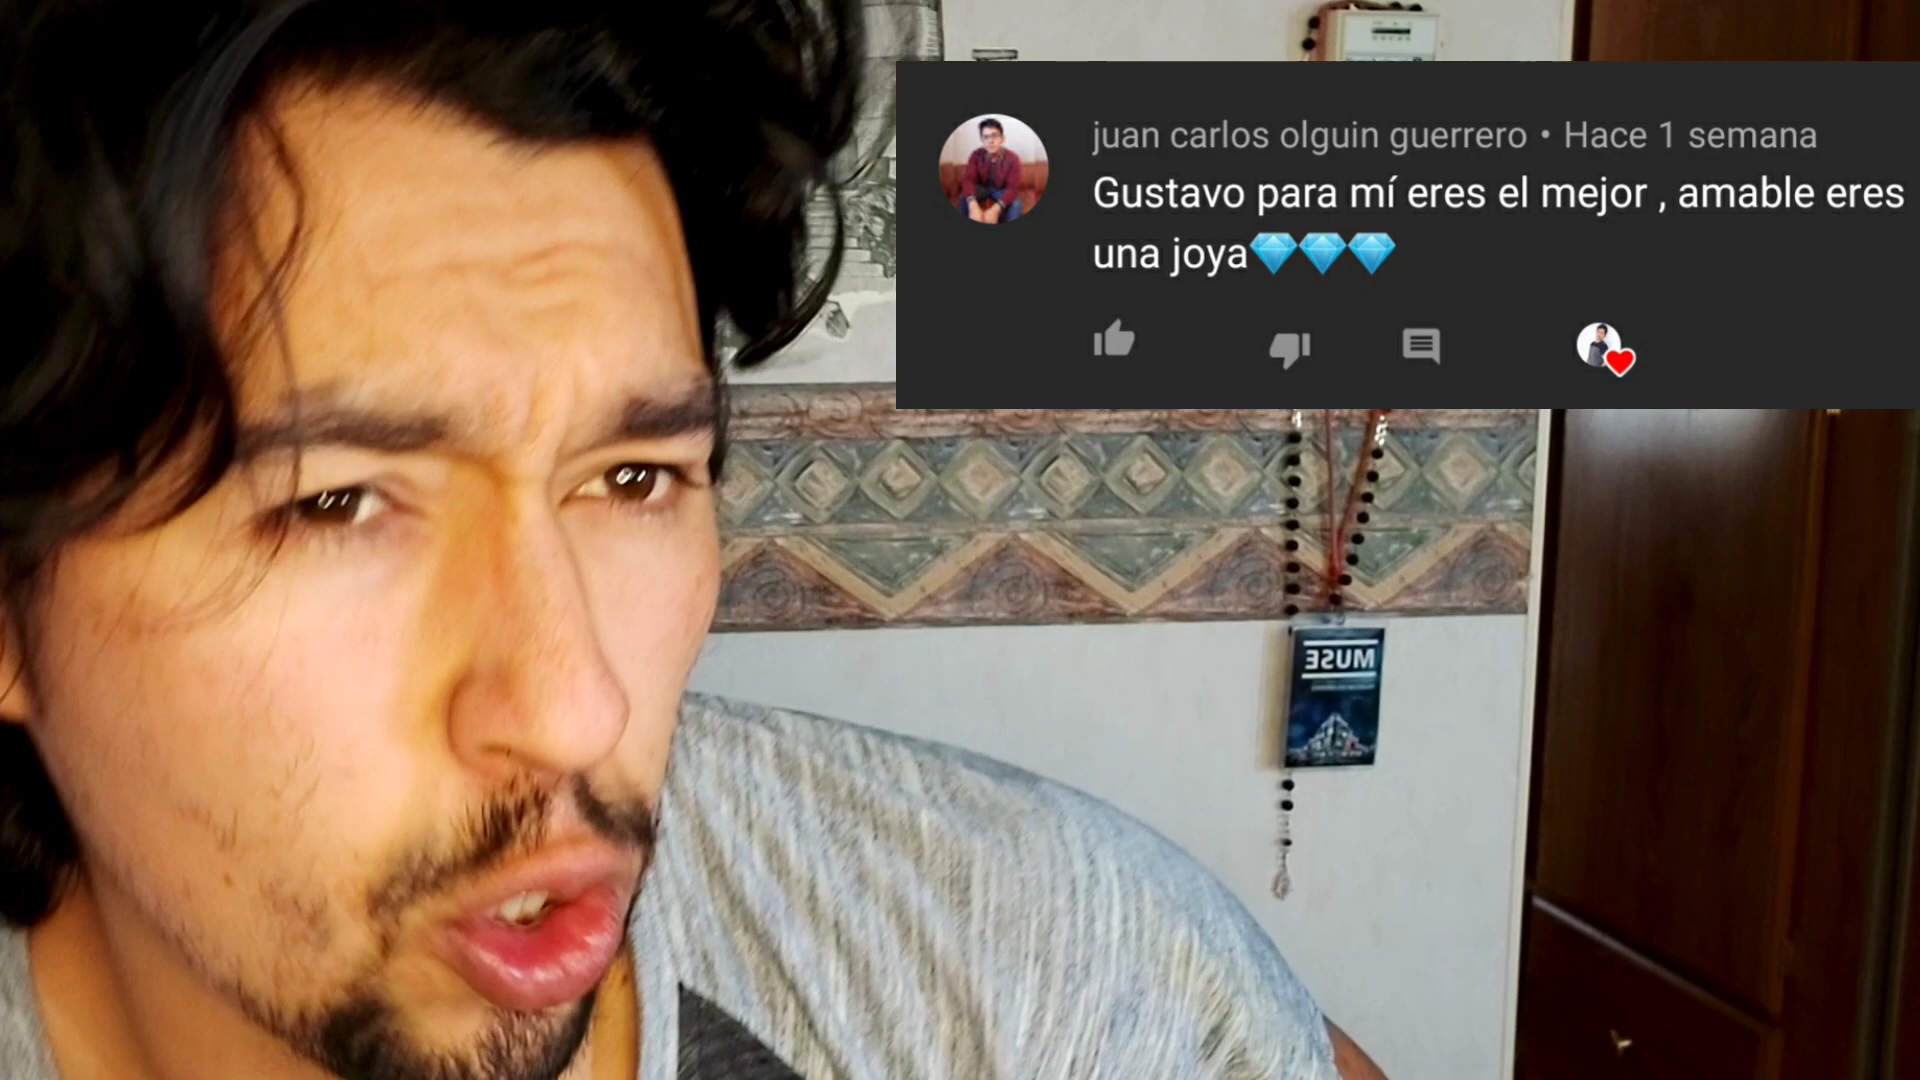 juan carlos olguin guerrero • Hace 1 semana
Gustavo para mí eres el mejor , amable eres
una joya💎💎💎
MUSE